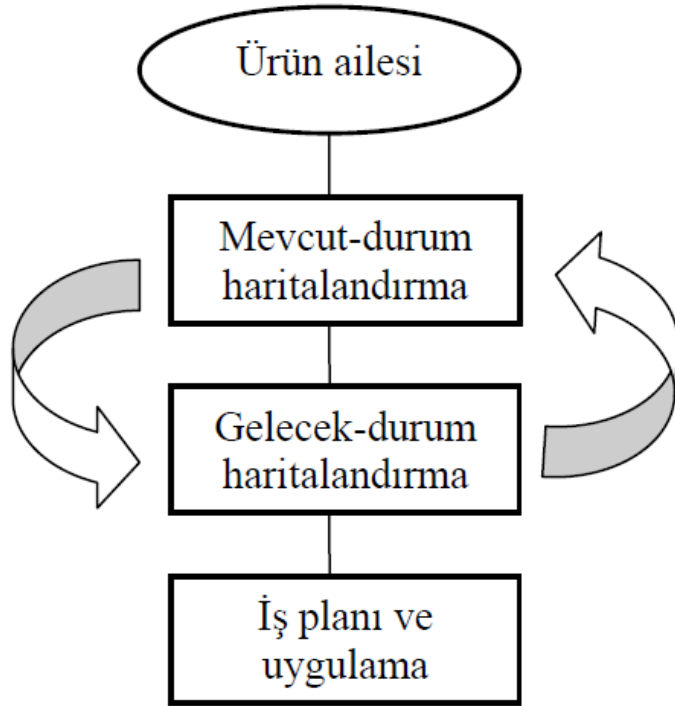 Ürün ailesi
Mevcut-durum
haritalandırma
Gelecek-durum
haritalandırma
İş planı ve
uygulama